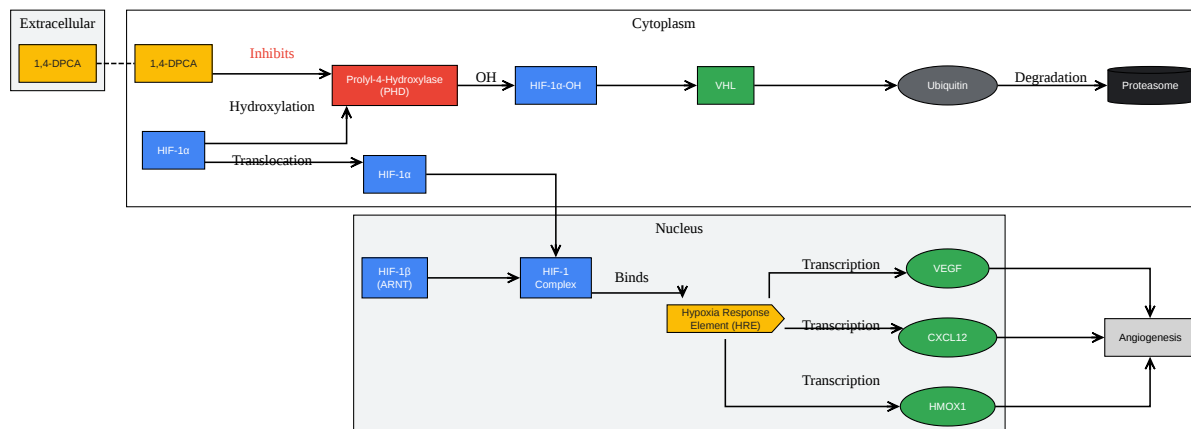 Extracellular
Cytoplasm
1,4-DPCA
1,4-DPCA
Inhibits
Prolyl-4-Hydroxylase
(PHD)
OH
HIF-1α-OH
VHL
Ubiquitin
Degradation
Proteasome
Hydroxylation
HIF-1α
Translocation
HIF-1α
Nucleus
HIF-1β
(ARNT)
HIF-1
Complex
Binds
Hypoxia Response
Element (HRE)
Transcription
VEGF
Transcription
CXCL12
Angiogenesis
Transcription
HMOX1